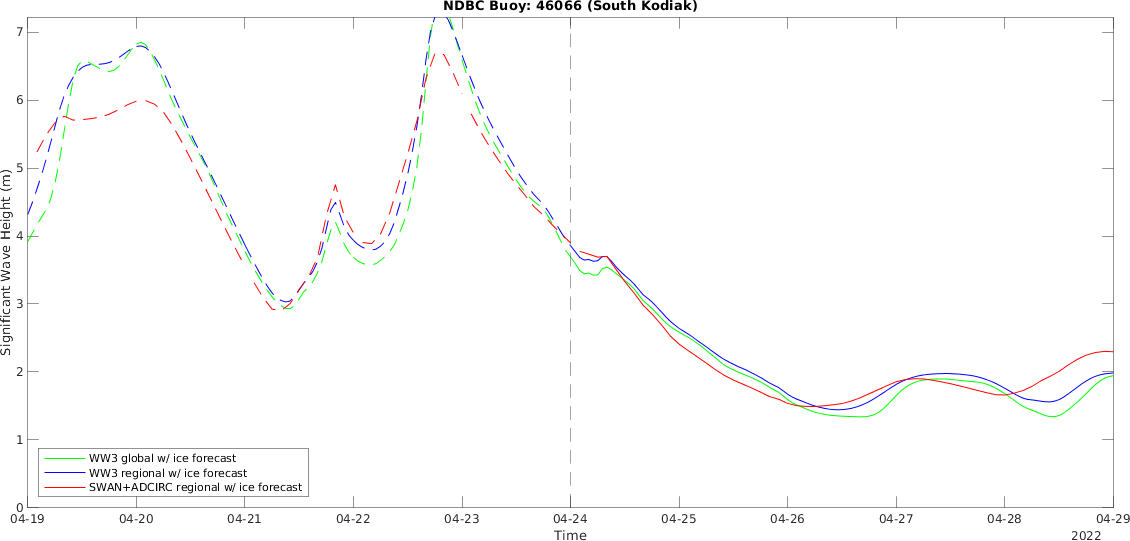 NDBC Buoy: 46066 (South Kodiak)
7
6
5
4
3
2
1
0
Significant Wave Height (m)
WW3 global w/ ice forecast
WW3 regional w/ ice forecast
SWAN+ADCIRC regional w/ ice forecast
04-19 04-20 04-21 04-22 04-23 04-24 04-25 04-26 04-27 04-28 04-29
Time
2022